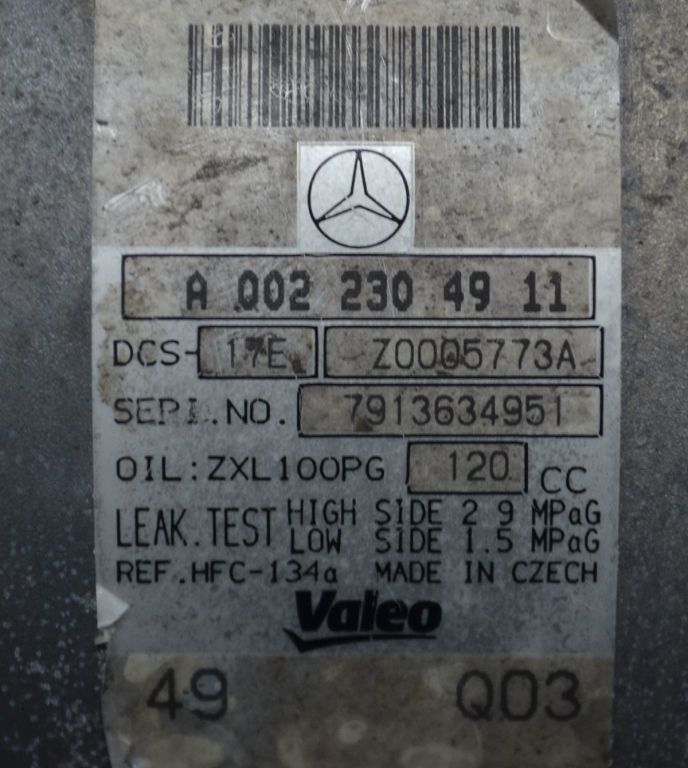 A 002 230 49 11
DCS-17E Z0005773A
SERI.NO. 7913634951
OIL:ZXL100PG 120 CC
LEAK.TEST HIGH SIDE 2 9 MPaG
LOW SIDE 1.5 MPaG
REF.HFC-134a MADE IN CZECH
Valeo
49 Q03